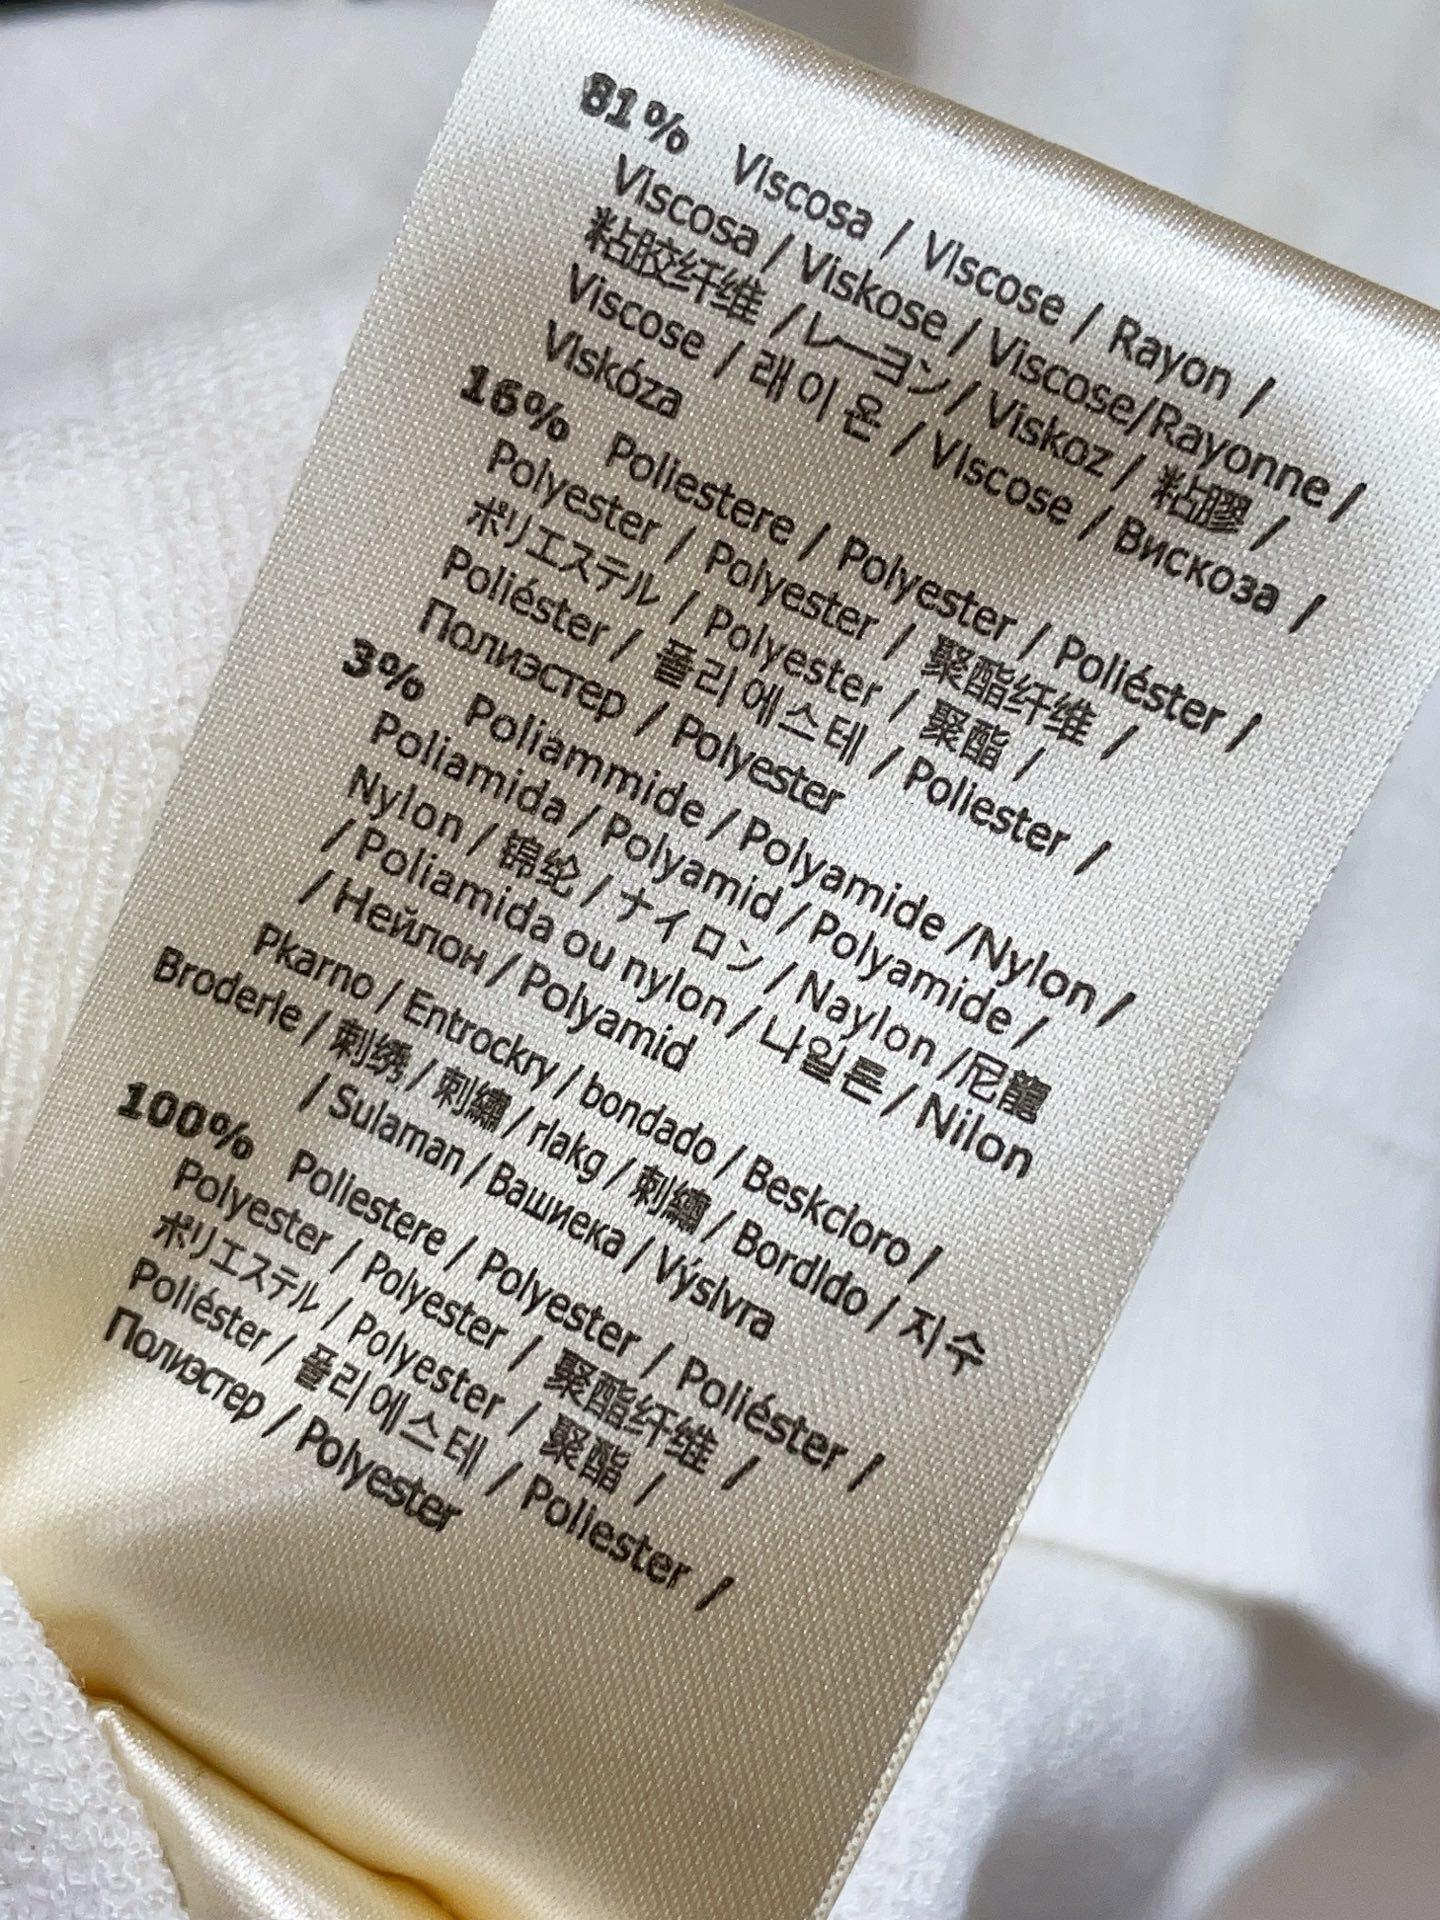 81% Viscosa / Viscose / Rayon /
Viscosa / Viskose / Viscose/Rayonne /
粘胶纤维 / レーヨン / Viskoz / 粘膠 /
Viscose / 래이온 / Viscose / Вискоза /
Viskóza
16% Poliestere / Polyester / Poliéster /
Polyester / Polyester / 聚酯纤维 /
ポリエステル / Polyester / 聚酯 /
Poliéster / 폴리에스테 / Poliester /
Полиэстер / Polyester
3% Poliammide / Polyamide /Nylon /
Poliamida / Polyamid / Polyamide /
Nylon / 锦纶 / ナイロン / Naylon /尼龍
/ Poliamida ou nylon / 나일론 / Nilon
/ Нейлон / Polyamid
Pkarno / Entrockry / bondado / Beskcloro /
Broderle / 刺绣 / 刺繡 / rlakg / 刺繡 / Bordldo / 지수
/ Sulaman / Вашиека / Výslvra
100% Poliestere / Polyester / Poliéster /
Polyester / Polyester / 聚酯纤维 /
ポリエステル / Polyester / 聚酯 /
Poliéster / 폴리에스테 / Poliester /
Полиэстер / Polyester